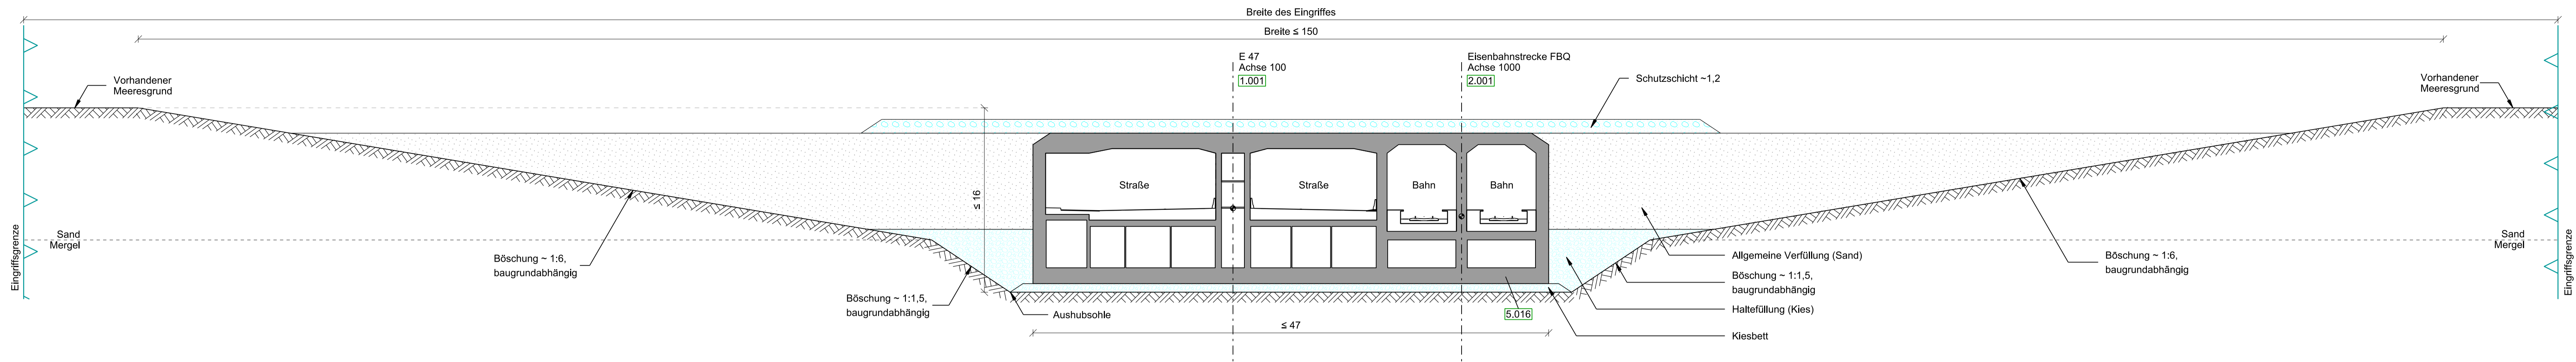 Breite des Eingriffes
Breite ≤ 150
E 47
Achse 100
1.001
Eisenbahnstrecke FBQ
Achse 1000
2.001
Vorhandener
Meeresgrund
Schutzschicht ~1,2
Vorhandener
Meeresgrund
≤ 16
Straße
Straße
Bahn
Bahn
Eingriffsgrenze
Sand
Mergel
Böschung ~ 1:6,
baugrundabhängig
Böschung ~ 1:1,5,
baugrundabhängig
Aushubsohle
≤ 47
5.016
Allgemeine Verfüllung (Sand)
Böschung ~ 1:1,5,
baugrundabhängig
Haltefüllung (Kies)
Kiesbett
Böschung ~ 1:6,
baugrundabhängig
Sand
Mergel
Eingriffsgrenze